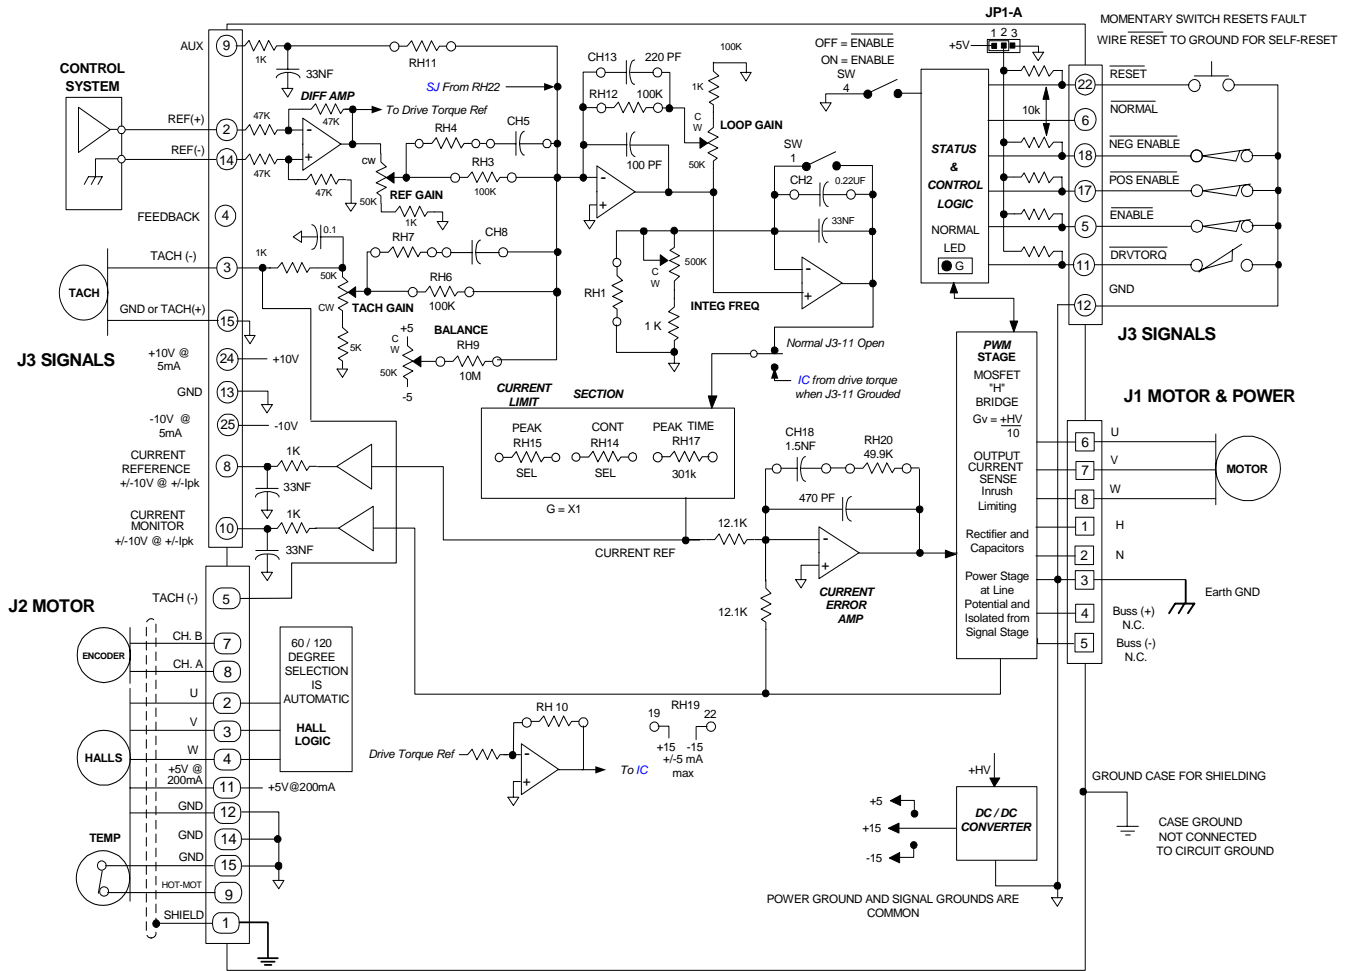 JP1-A
MOMENTARY SWITCH RESETS FAULT
WIRE RESET TO GROUND FOR SELF-RESET
1 2 3
+5V
OFF = ENABLE
ON = ENABLE
SW
4
CONTROL
SYSTEM
AUX
9
1K
33NF
RH11
SJ From RH22
DIFF AMP
To Drive Torque Ref
REF(+)
2
47K
47K
REF(-)
14
47K
47K
CW
50K
REF GAIN
1K
RH4
CH5
RH3
100K
FEEDBACK
4
CH13
220 PF
RH12
100K
100 PF
100K
1K
C
W
LOOP GAIN
50K
SW
1
CH2
0.22UF
33NF
STATUS
&
CONTROL
LOGIC
NORMAL
LED
G
10k
22
RESET
6
NORMAL
18
NEG ENABLE
17
POS ENABLE
5
ENABLE
11
DRVTORQ
GND
12
J3 SIGNALS
TACH
TACH (-)
3
1K
0.1
50K
CW
TACH GAIN
5K
RH7
CH8
RH6
100K
GND or TACH(+)
15
J3 SIGNALS
+10V @
5mA
24
+10V
GND
13
-10V @
5mA
25
-10V
+5
C
W
50K
-5
BALANCE
RH9
10M
RH1
C
W
500K
1 K
INTEG FREQ
Normal J3-11 Open
IC from drive torque
when J3-11 Grouded
CURRENT
LIMIT
SECTION
PEAK
RH15
SEL
CONT
RH14
SEL
PEAK TIME
RH17
301k
G = X1
CURRENT
REFERENCE
+/-10V @ +/-Ipk
8
1K
33NF
CURRENT
MONITOR
+/-10V @ +/-Ipk
10
1K
33NF
CURRENT REF
12.1K
12.1K
CH18
1.5NF
RH20
49.9K
470 PF
CURRENT
ERROR
AMP
PWM
STAGE
MOSFET
"H"
BRIDGE
Gv = +HV
10
OUTPUT
CURRENT
SENSE
Inrush
Limiting
Rectifier and
Capacitors
Power Stage
at Line
Potential and
Isolated from
Signal Stage
J1 MOTOR & POWER
6
U
7
V
8
W
MOTOR
1
H
2
N
3
Earth GND
4
Buss (+)
N.C.
5
Buss (-)
N.C.
J2 MOTOR
TACH (-)
5
ENCODER
CH. B
7
CH. A
8
U
2
V
3
HALLS
W
4
+5V @
200mA
11
+5V@200mA
GND
12
GND
14
TEMP
GND
15
HOT-MOT
9
SHIELD
1
60 / 120
DEGREE
SELECTION
IS
AUTOMATIC
HALL
LOGIC
RH 10
Drive Torque Ref
To IC
RH19
19
22
+15 -15
+/-5 mA
max
+HV
DC / DC
CONVERTER
+5
+15
-15
POWER GROUND AND SIGNAL GROUNDS ARE
COMMON
GROUND CASE FOR SHIELDING
CASE GROUND
NOT CONNECTED
TO CIRCUIT GROUND